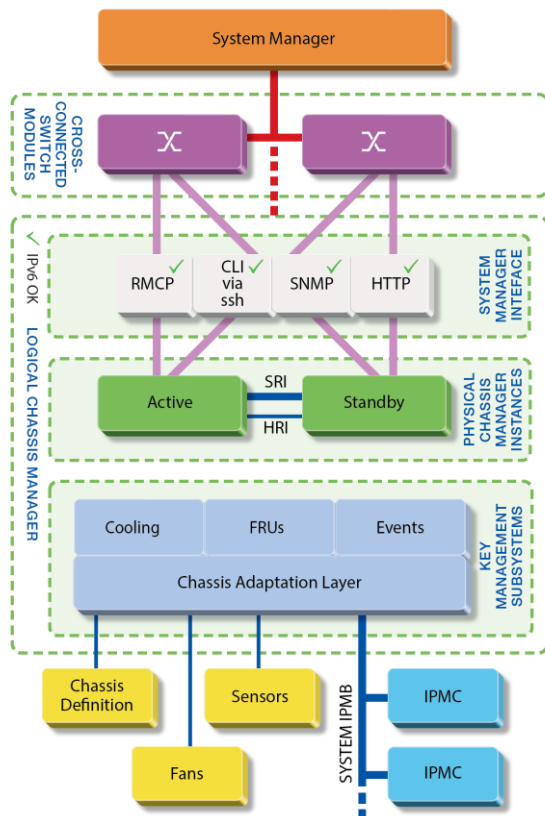 System Manager
CROSS-
CONNECTED
SWITCH
MODULES
✓ IPv6 OK
LOGICAL CHASSIS MANAGER
RMCP
CLI
via
ssh
SNMP
HTTP
SYSTEM
MANAGER
INTEFACE
Active
SRI
HRI
Standby
PHYSICAL
CHASSIS
MANAGER
INSTANCES
Cooling
FRUs
Events
Chassis Adaptation Layer
KEY
MANAGEMENT
SUBSYSTEMS
Chassis
Definition
Fans
Sensors
SYSTEM IPMB
IPMC
IPMC